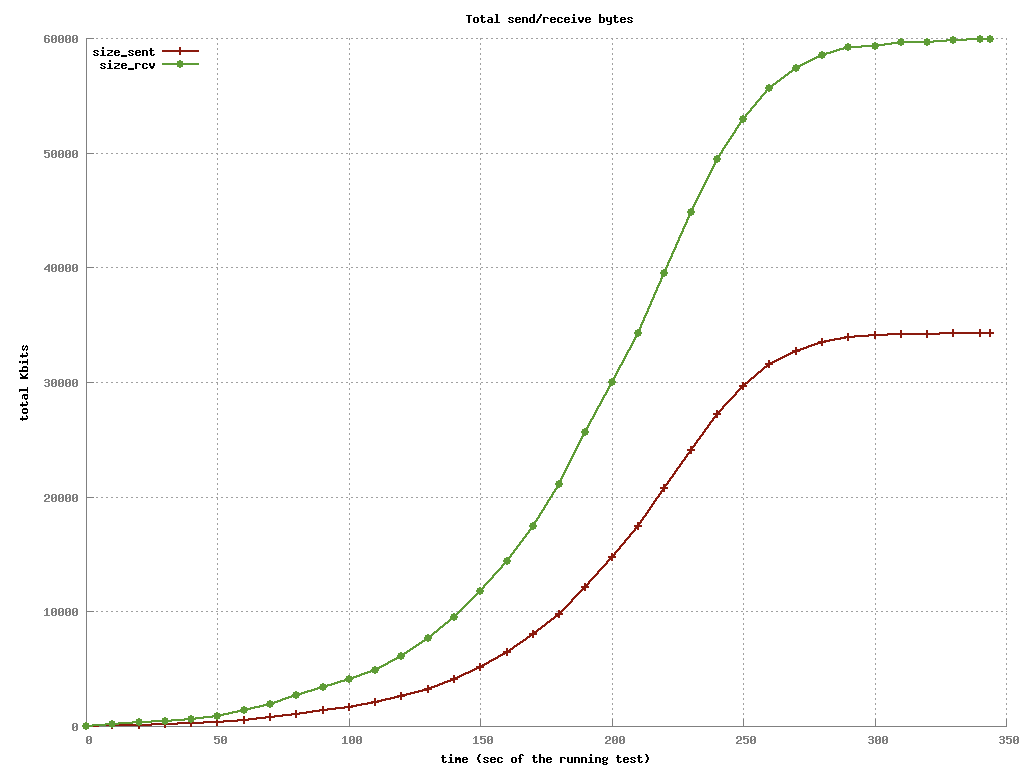 Total send/receive bytes
size_sent
size_rcv
60000
50000
40000
30000
20000
10000
0
total Kbits
0 50 100 150 200 250 300 350
time (sec of the running test)